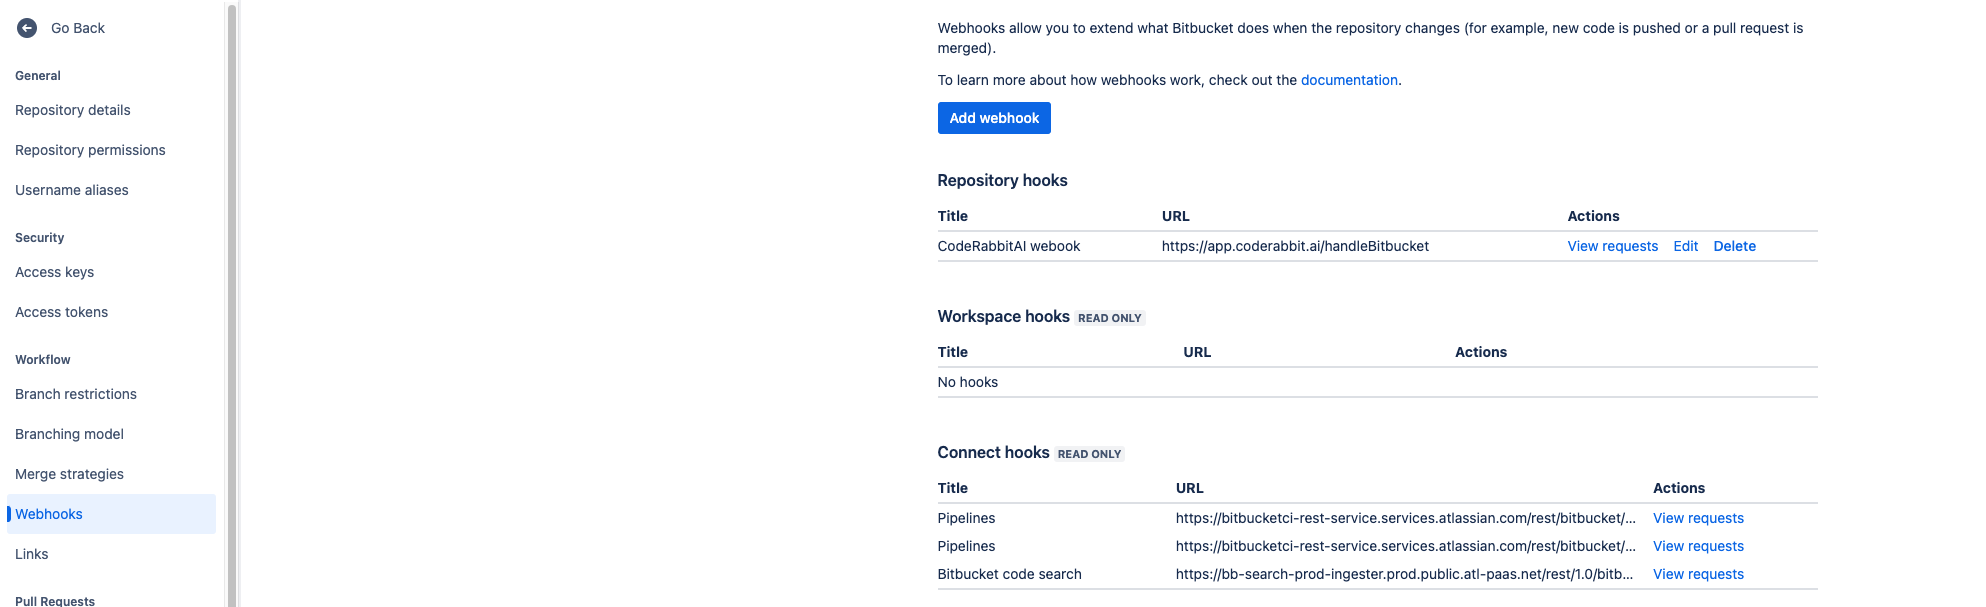 Go Back
General
Repository details
Repository permissions
Username aliases
Security
Access keys
Access tokens
Workflow
Branch restrictions
Branching model
Merge strategies
Webhooks
Links
Pull Requests
Webhooks allow you to extend what Bitbucket does when the repository changes (for example, new code is pushed or a pull request is
merged).
To learn more about how webhooks work, check out the documentation.
Add webhook
Repository hooks
Title URL Actions
CodeRabbitAI webook https://app.coderabbit.ai/handleBitbucket View requests Edit Delete
Workspace hooks READ ONLY
Title URL Actions
No hooks
Connect hooks READ ONLY
Title URL Actions
Pipelines https://bitbucketci-rest-service.services.atlassian.com/rest/bitbucket/... View requests
Pipelines https://bitbucketci-rest-service.services.atlassian.com/rest/bitbucket/... View requests
Bitbucket code search https://bb-search-prod-ingester.prod.public.atl-paas.net/rest/1.0/bitb... View requests